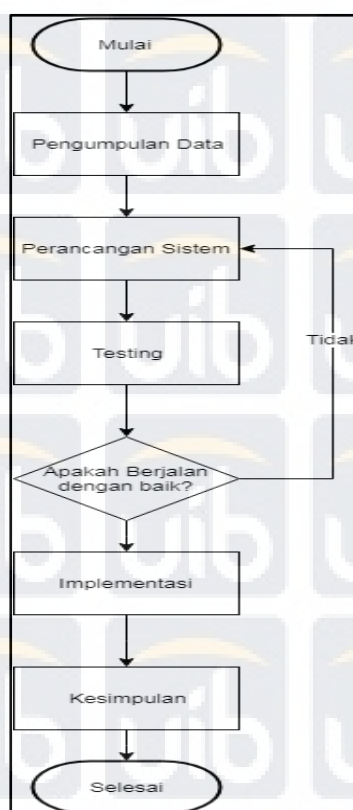 Mulai
Pengumpulan Data
Perancangan Sistem
Tidak
Testing
Apakah Berjalan
dengan baik?
Implementasi
Kesimpulan
Selesai